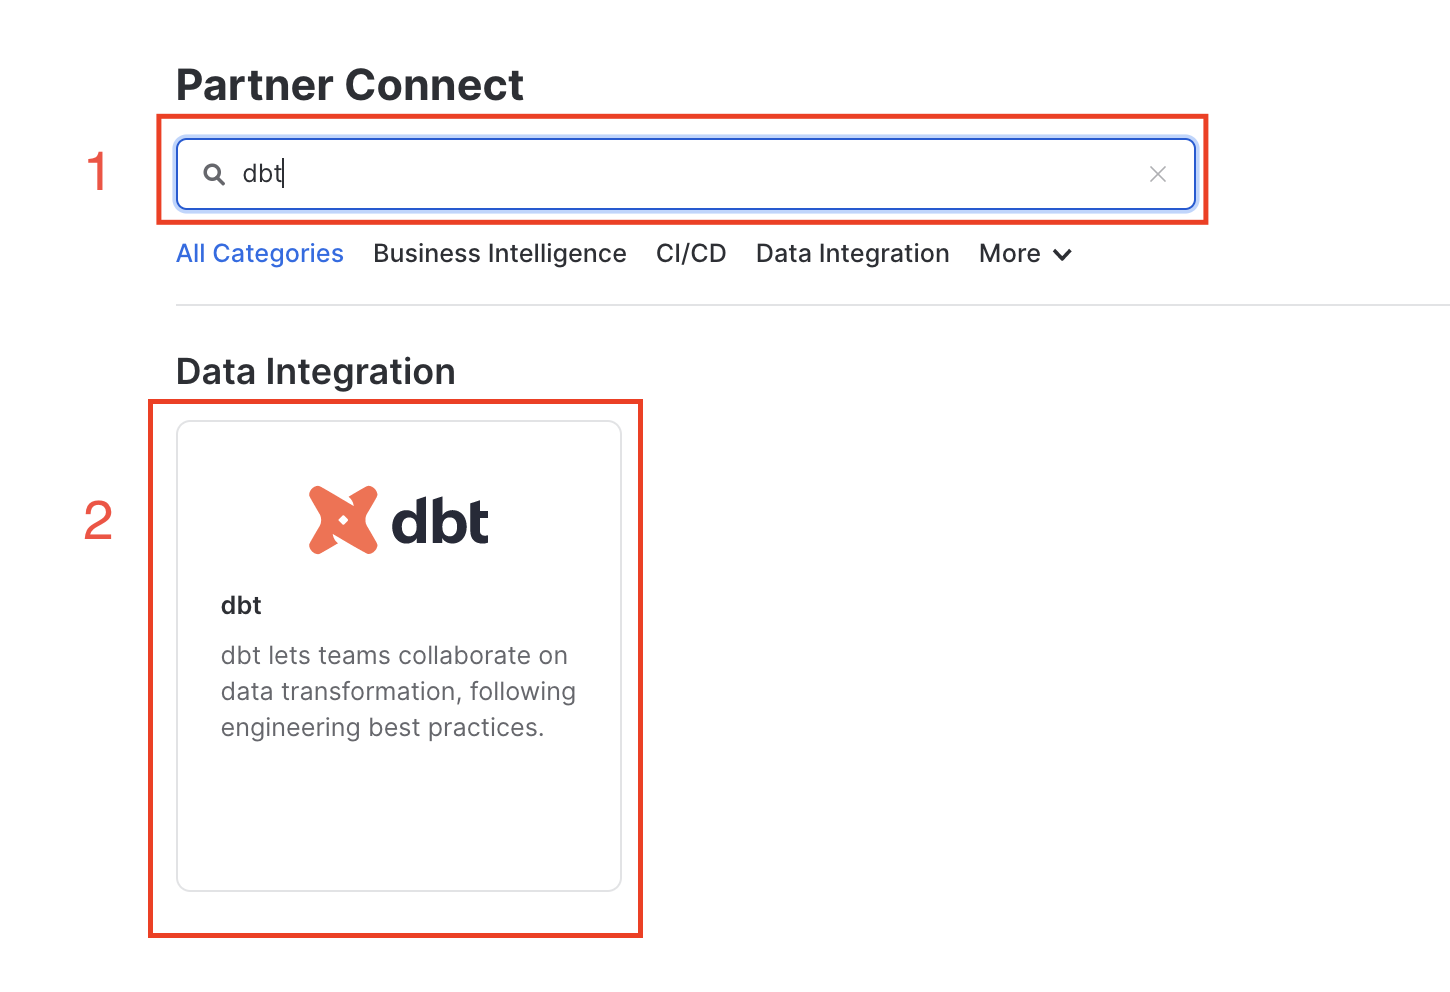 Partner Connect
1
dbt
All Categories Business Intelligence CI/CD Data Integration More
Data Integration
2
dbt
dbt
dbt lets teams collaborate on
data transformation, following
engineering best practices.